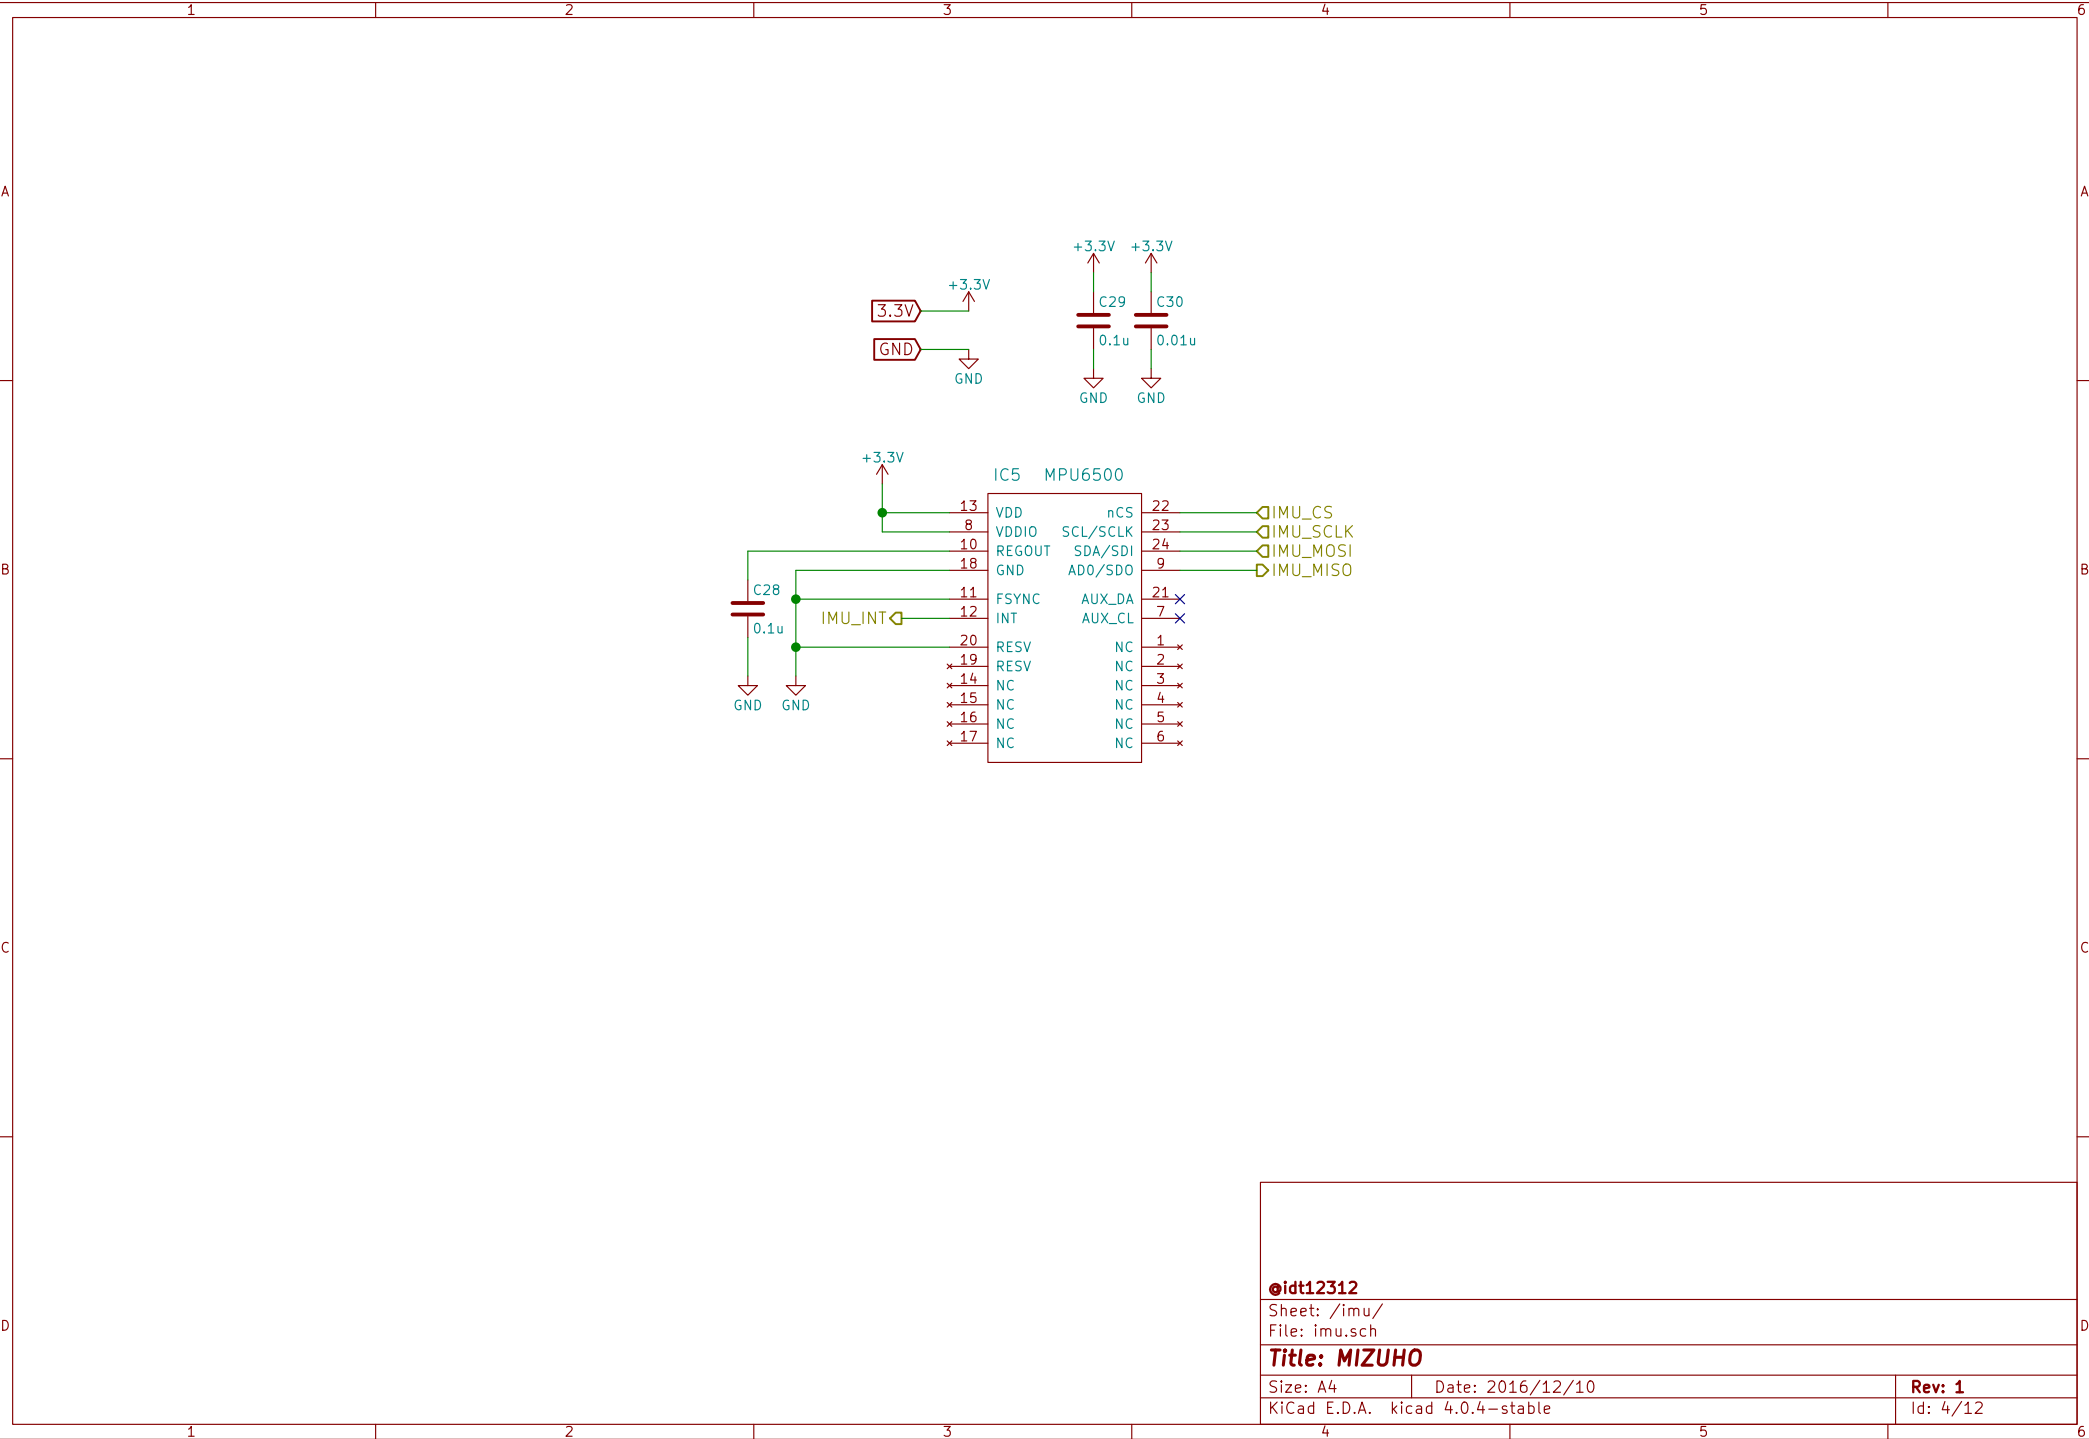 1 2 3 4 5 6
A A
+3.3V +3.3V
+3.3V
3.3V
C29 C30
0.1u 0.01u
GND
GND
GND GND
B B
+3.3V
IC5 MPU6500
13 VDD nCS 22 IMU_CS
8 VDDIO SCL/SCLK 23 IMU_SCLK
10 REGOUT SDA/SDI 24 IMU_MOSI
18 GND AD0/SDO 9 IMU_MISO
C28
0.1u
11 FSYNC AUX_DA 21
IMU_INT 12 INT AUX_CL 7
20 RESV NC 1
19 RESV NC 2
14 NC NC 3
15 NC NC 4
16 NC NC 5
17 NC NC 6
GND GND
C C
D D
@idt12312
Sheet: /imu/
File: imu.sch
Title: MIZUHO
Size: A4 Date: 2016/12/10 Rev: 1
KiCad E.D.A. kicad 4.0.4-stable Id: 4/12
1 2 3 4 5 6